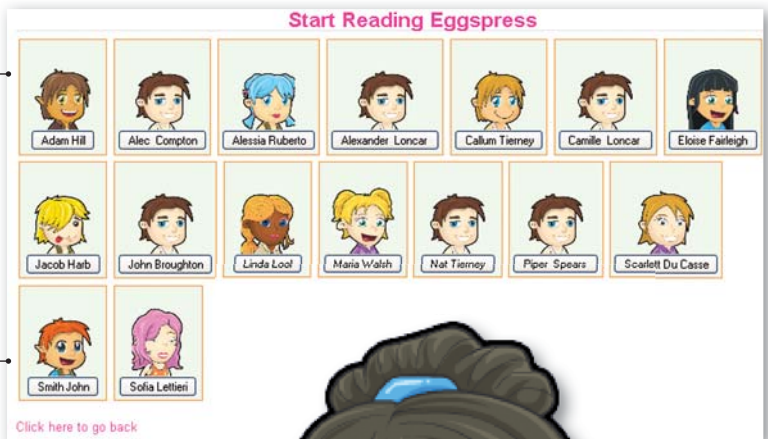 Start Reading Eggspress
Adam Hill Alec Compton Alessia Ruberto Alexander Loncar Callum Tierney Camille Loncar Eloise Fairleigh
Jacob Harb John Broughton Linda Loot Maria Walsh Nat Tierney Piper Spears Scarlett Du Casse
Smith John Sofia Lettieri
Click here to go back